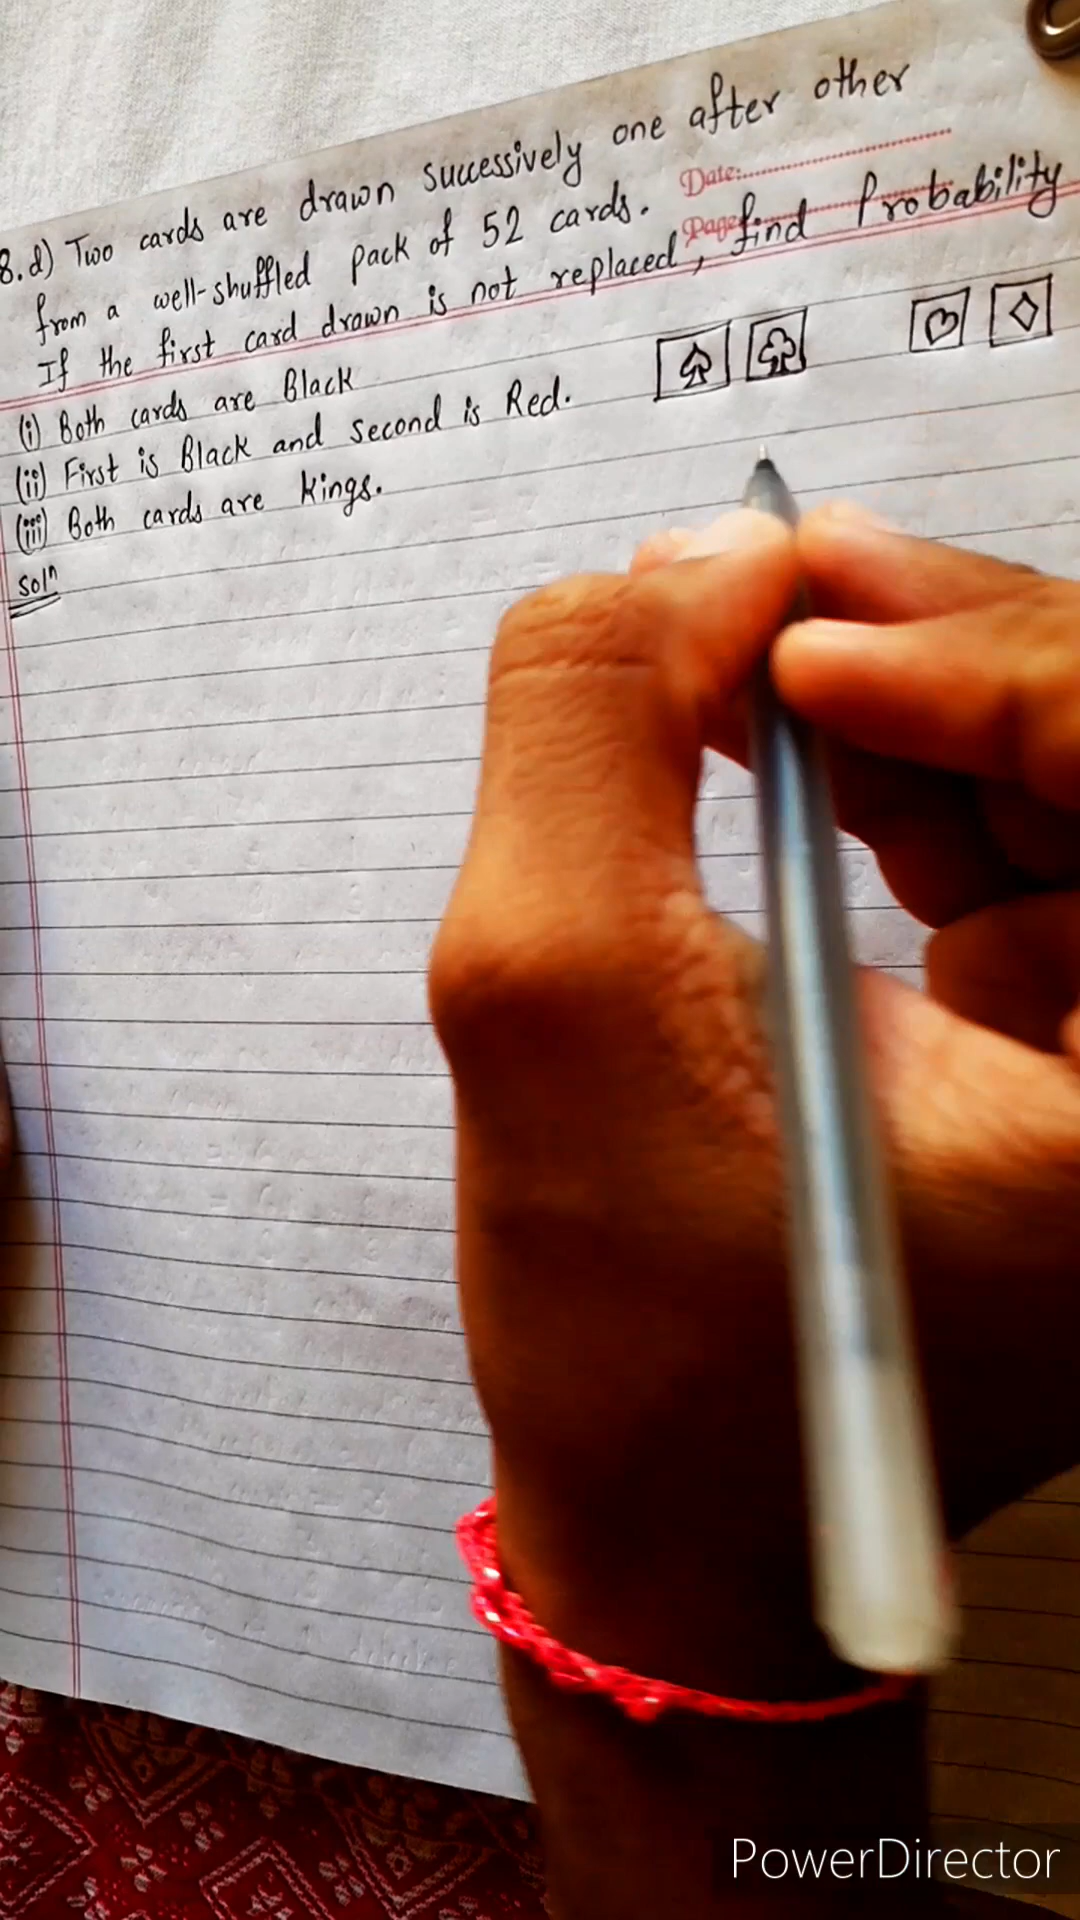 8.d) Two cards are drawn successively one after other
from a well-shuffled pack of 52 cards.
If the first card drawn is not replaced, find Probability
(i) Both cards are Black
(ii) First is Black and second is Red.
(iii) Both cards are kings.
Solⁿ
Date:
Page
PowerDirector